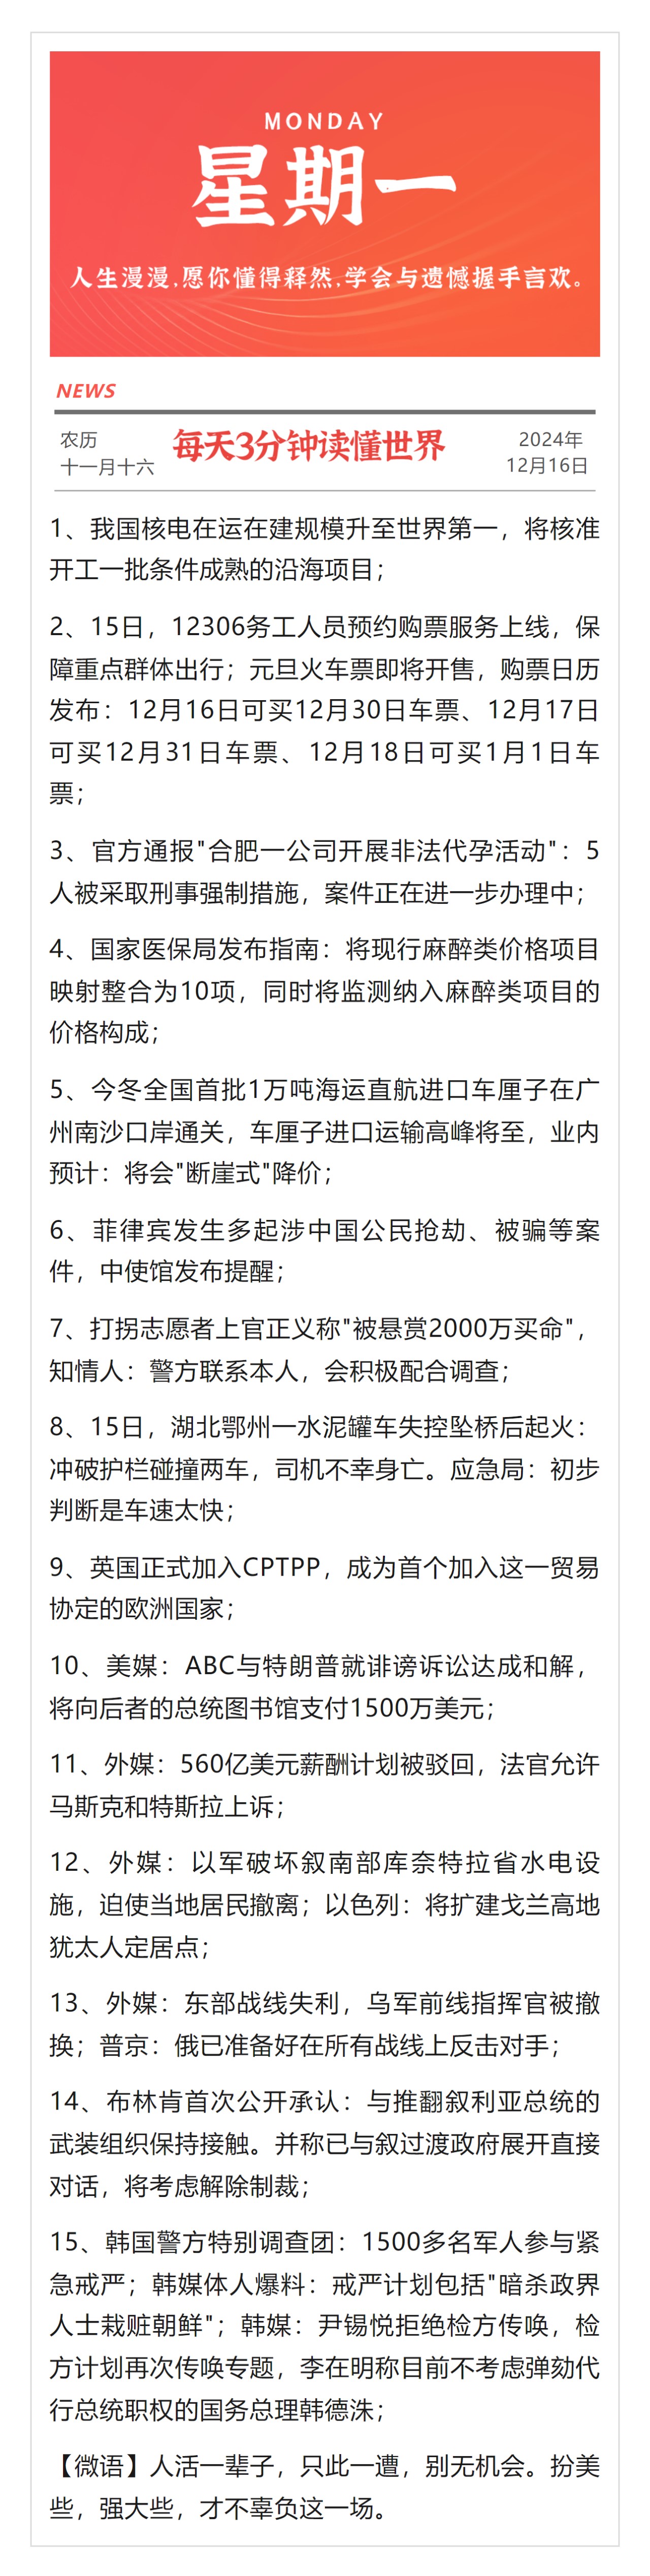 MONDAY
星期一
人生漫漫,愿你懂得释然,学会与遗憾握手言欢。
NEWS
农历
十一月十六
每天3分钟读懂世界
2024年
12月16日
1、我国核电在运在建规模升至世界第一，将核准
开工一批条件成熟的沿海项目；
2、15日，12306务工人员预约购票服务上线，保
障重点群体出行；元旦火车票即将开售，购票日历
发布：12月16日可买12月30日车票、12月17日
可买12月31日车票、12月18日可买1月1日车
票；
3、官方通报"合肥一公司开展非法代孕活动"：5
人被采取刑事强制措施，案件正在进一步办理中；
4、国家医保局发布指南：将现行麻醉类价格项目
映射整合为10项，同时将监测纳入麻醉类项目的
价格构成；
5、今冬全国首批1万吨海运直航进口车厘子在广
州南沙口岸通关，车厘子进口运输高峰将至，业内
预计：将会"断崖式"降价；
6、菲律宾发生多起涉中国公民抢劫、被骗等案
件，中使馆发布提醒；
7、打拐志愿者上官正义称"被悬赏2000万买命"，
知情人：警方联系本人，会积极配合调查；
8、15日，湖北鄂州一水泥罐车失控坠桥后起火：
冲破护栏碰撞两车，司机不幸身亡。应急局：初步
判断是车速太快；
9、英国正式加入CPTPP，成为首个加入这一贸易
协定的欧洲国家；
10、美媒：ABC与特朗普就诽谤诉讼达成和解，
将向后者的总统图书馆支付1500万美元；
11、外媒：560亿美元薪酬计划被驳回，法官允许
马斯克和特斯拉上诉；
12、外媒：以军破坏叙南部库奈特拉省水电设
施，迫使当地居民撤离；以色列：将扩建戈兰高地
犹太人定居点；
13、外媒：东部战线失利，乌军前线指挥官被撤
换；普京：俄已准备好在所有战线上反击对手；
14、布林肯首次公开承认：与推翻叙利亚总统的
武装组织保持接触。并称已与叙过渡政府展开直接
对话，将考虑解除制裁；
15、韩国警方特别调查团：1500多名军人参与紧
急戒严；韩媒体人爆料：戒严计划包括"暗杀政界
人士栽赃朝鲜"；韩媒：尹锡悦拒绝检方传唤，检
方计划再次传唤专题，李在明称目前不考虑弹劾代
行总统职权的国务总理韩德洙；
【微语】人活一辈子，只此一遭，别无机会。扮美
些，强大些，才不辜负这一场。